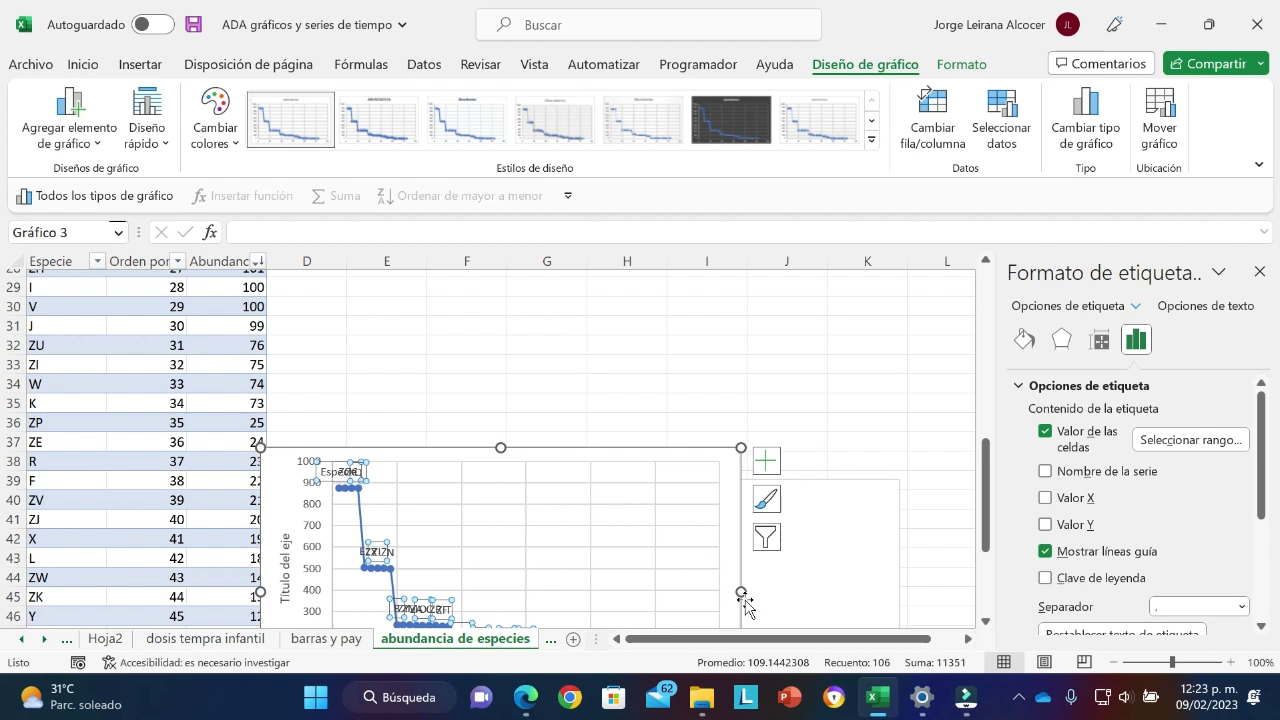 Autoguardado
ADA gráficos y series de tiempo
Buscar
Jorge Leirana Alcocer
JL
Archivo Inicio Insertar Disposición de página Fórmulas Datos Revisar Vista Automatizar Programador Ayuda Diseño de gráfico Formato
Comentarios
Compartir
Agregar elemento de gráfico
Diseño rápido
Cambiar colores
Cambiar fila/columna
Seleccionar datos
Cambiar tipo de gráfico
Mover gráfico
Diseños de gráfico
Estilos de diseño
Datos
Tipo
Ubicación
Todos los tipos de gráfico
Insertar función
Suma
Ordenar de mayor a menor
Gráfico 3
fx
Especie Orden por Abundanc D E F G H I J K L
29 I 28 100
30 V 29 100
31 J 30 99
32 ZU 31 76
33 ZI 32 75
34 W 33 74
35 K 34 73
36 ZP 35 25
37 ZE 36 24
38 R 37
39 F 38
40 ZV 39
41 ZJ 40
42 X 41
43 L 42
44 ZW 43
45 ZK 44
46 Y 45
Título del eje
900
800
700
600
500
400
300
Formato de etiqueta..
Opciones de etiqueta
Opciones de texto
Opciones de etiqueta
Contenido de la etiqueta
Valor de las celdas
Seleccionar rango...
Nombre de la serie
Valor X
Valor Y
Mostrar líneas guía
Clave de leyenda
Separador ,
Restablecer texto de etiqueta
... Hoja2 dosis tempra infantil barras y pay abundancia de especies ...
Listo
Accesibilidad: es necesario investigar
Promedio: 109.1442308 Recuento: 106 Suma: 11351
100%
31°C
Parc. soleado
Búsqueda
62
12:23 p. m.
09/02/2023